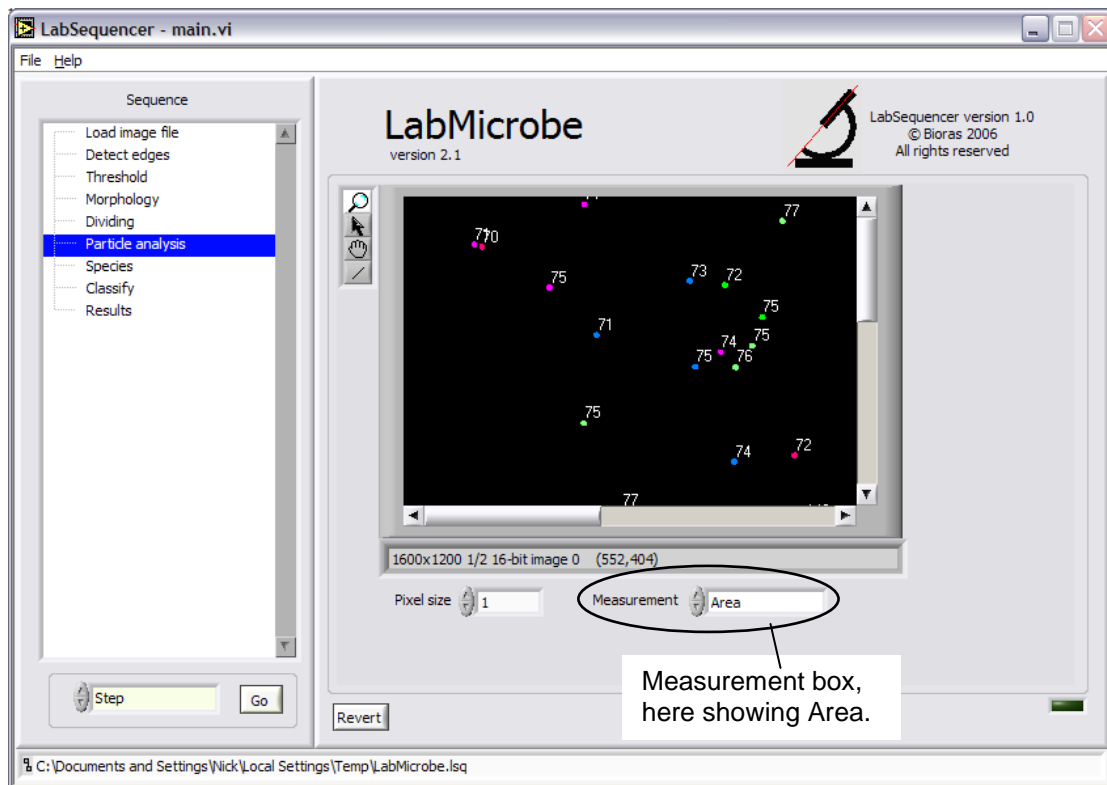 LabSequencer - main.vi
File Help
Sequence
Load image file
Detect edges
Threshold
Morphology
Dividing
Particle analysis
Species
Classify
Results
Step
Go
LabMicrobe
version 2.1
LabSequencer version 1.0
© Bioras 2006
All rights reserved
77
71
70
75
73
72
75
71
74
75
75
76
75
74
72
77
1600x1200 1/2 16-bit image 0 (552,404)
Pixel size 1
Measurement Area
Measurement box,
here showing Area.
Revert
C:\Documents and Settings\Nick\Local Settings\Temp\LabMicrobe.lsq